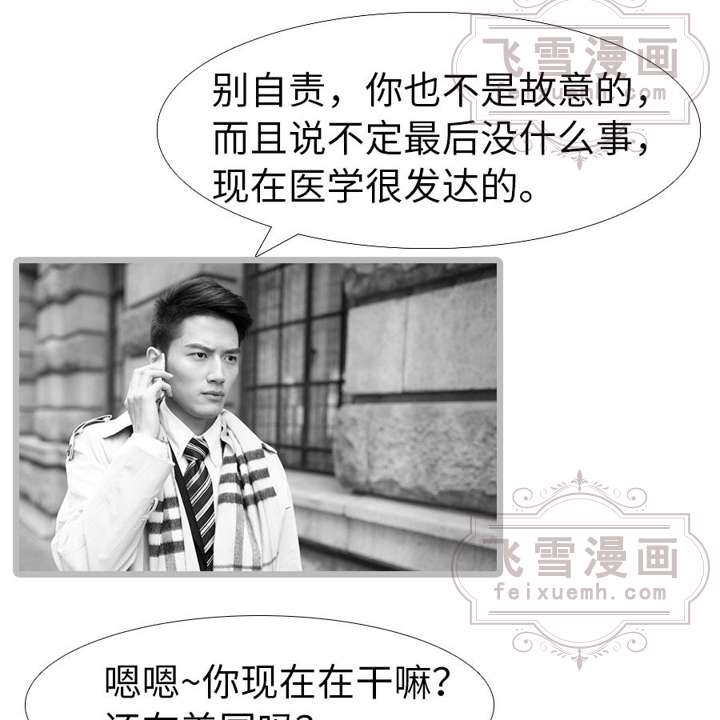 飞雪漫画
feixuemh.com
别自责，你也不是故意的，
而且说不定最后没什么事，
现在医学很发达的。
飞雪漫画
feixuemh.com
嗯嗯~你现在在干嘛？